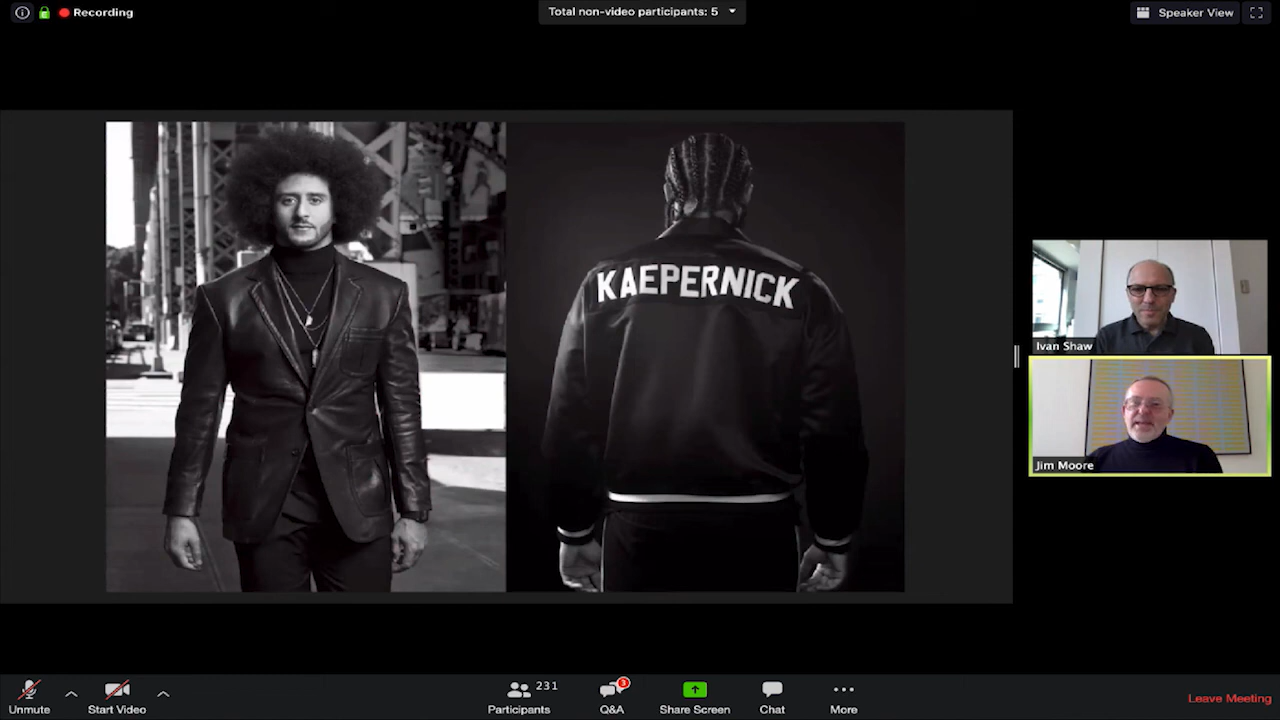 Recording
Total non-video participants: 5
Speaker View
KAEPERNICK
Ivan Shaw
Jim Moore
Unmute
Start Video
231
Participants
3
Q&A
Share Screen
Chat
More
Leave Meeting